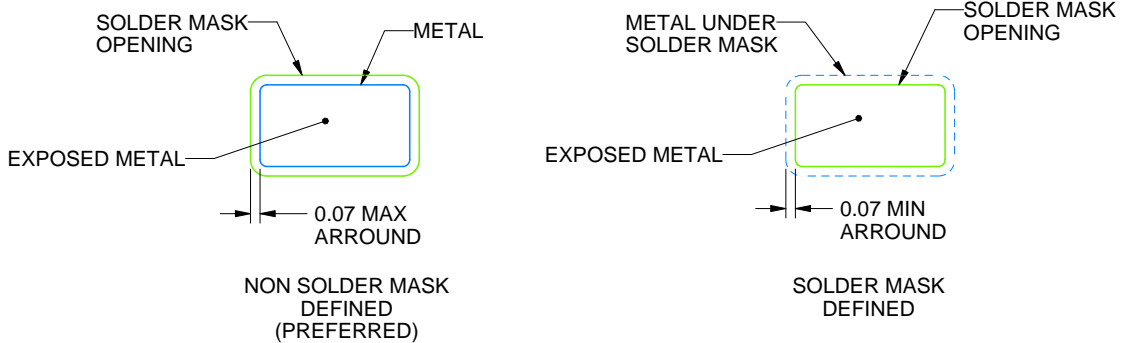 SOLDER MASK
OPENING
METAL
EXPOSED METAL
0.07 MAX
ARROUND
NON SOLDER MASK
DEFINED
(PREFERRED)
METAL UNDER
SOLDER MASK
SOLDER MASK
OPENING
EXPOSED METAL
0.07 MIN
ARROUND
SOLDER MASK
DEFINED